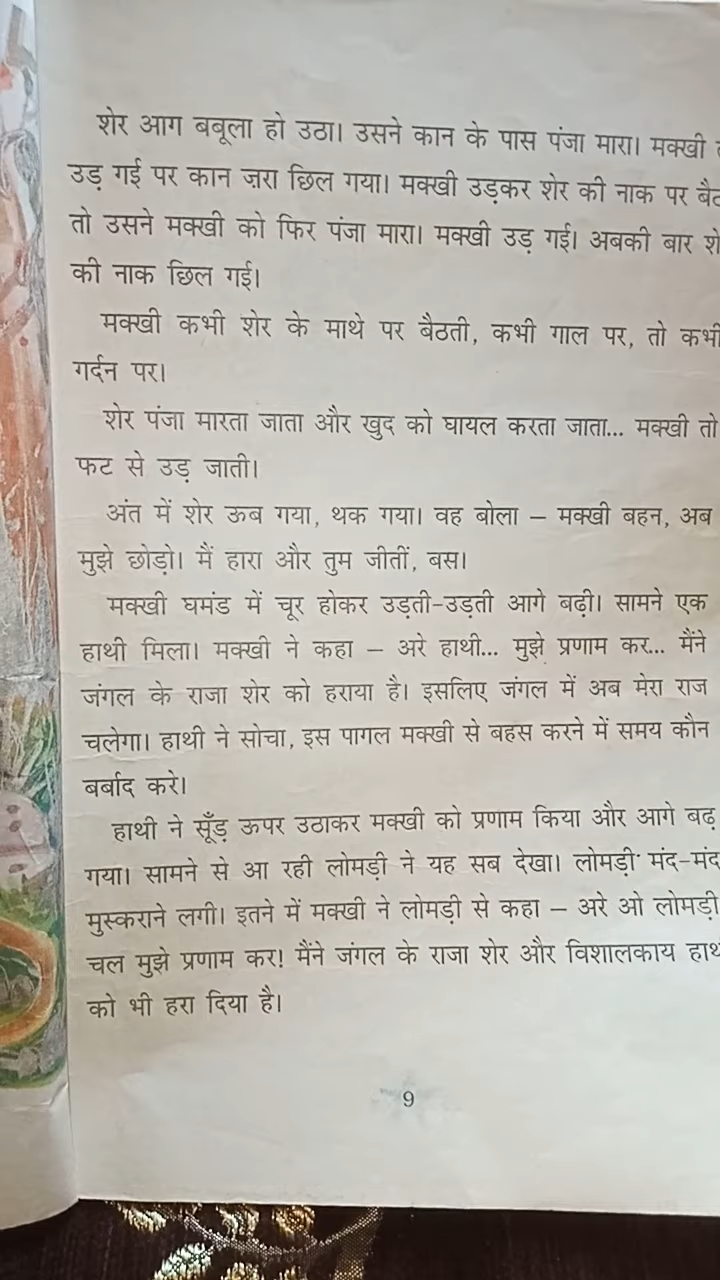 शेर आग बबूला हो उठा। उसने कान के पास पंजा मारा। मक्खी
उड़ गई पर कान ज़रा छिल गया। मक्खी उड़कर शेर की नाक पर
तो उसने मक्खी को फिर पंजा मारा। मक्खी उड़ गई। अबकी बार
की नाक छिल गई।
मक्खी कभी शेर के माथे पर बैठती, कभी गाल पर, तो कभी
गर्दन पर।
शेर पंजा मारता जाता और खुद को घायल करता जाता... मक्खी तो
फट से उड़ जाती।
अंत में शेर ऊब गया, थक गया। वह बोला – मक्खी बहन, अब
मुझे छोड़ो। मैं हारा और तुम जीतीं, बस।
मक्खी घमंड में चूर होकर उड़ती-उड़ती आगे बढ़ी। सामने एक
हाथी मिला। मक्खी ने कहा – अरे हाथी... मुझे प्रणाम कर... मैंने
जंगल के राजा शेर को हराया है। इसलिए जंगल में अब मेरा राज
चलेगा। हाथी ने सोचा, इस पागल मक्खी से बहस करने में समय कौन
बर्बाद करे।
हाथी ने सूँड़ ऊपर उठाकर मक्खी को प्रणाम किया और आगे बढ़
गया। सामने से आ रही लोमड़ी ने यह सब देखा। लोमड़ी मंद-मंद
मुस्कराने लगी। इतने में मक्खी ने लोमड़ी से कहा – अरे ओ लोमड़ी
चल मुझे प्रणाम कर! मैंने जंगल के राजा शेर और विशालकाय
को भी हरा दिया है।
9